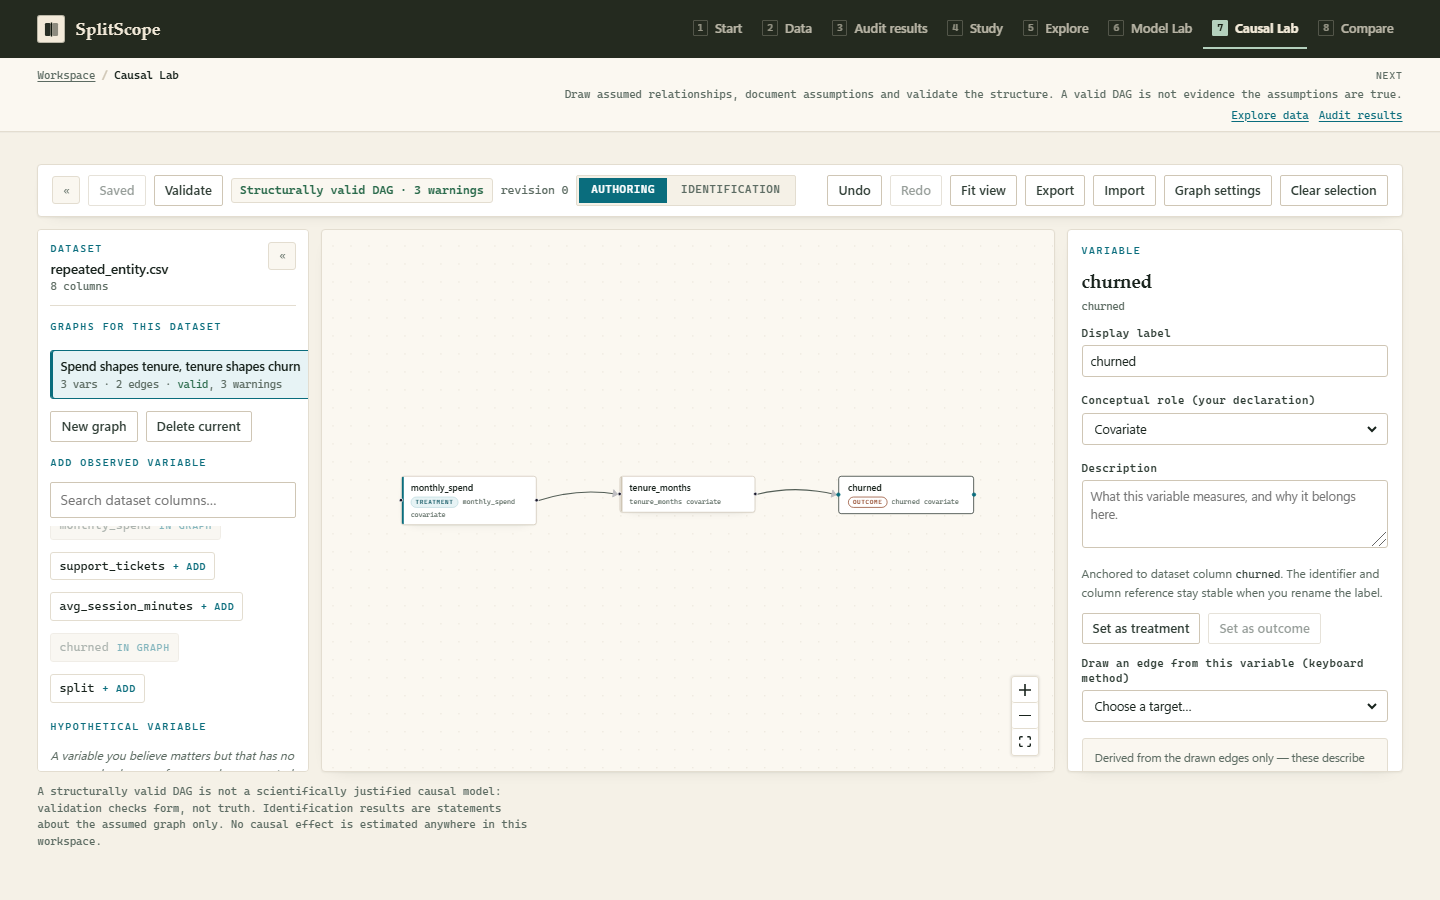 SplitScope
1 Start 2 Data 3 Audit results 4 Study 5 Explore 6 Model Lab 7 Causal Lab 8 Compare
Workspace / Causal Lab
NEXT
Draw assumed relationships, document assumptions and validate the structure. A valid DAG is not evidence the assumptions are true.
Explore data Audit results
« Saved Validate Structurally valid DAG · 3 warnings revision 0 AUTHORING IDENTIFICATION Undo Redo Fit view Export Import Graph settings Clear selection
DATASET
«
repeated_entity.csv
8 columns
GRAPHS FOR THIS DATASET
Spend shapes tenure, tenure shapes churn
3 vars · 2 edges · valid, 3 warnings
New graph Delete current
ADD OBSERVED VARIABLE
Search dataset columns...
monthly_spend IN GRAPH
support_tickets + ADD
avg_session_minutes + ADD
churned IN GRAPH
split + ADD
HYPOTHETICAL VARIABLE
A variable you believe matters but that has no
monthly_spend
TREATMENT monthly_spend
covariate
tenure_months
tenure_months covariate
churned
OUTCOME churned covariate
VARIABLE
churned
churned
Display label
churned
Conceptual role (your declaration)
Covariate
Description
What this variable measures, and why it belongs
here.
Anchored to dataset column churned. The identifier and
column reference stay stable when you rename the label.
Set as treatment Set as outcome
Draw an edge from this variable (keyboard
method)
Choose a target...
Derived from the drawn edges only — these describe
A structurally valid DAG is not a scientifically justified causal model:
validation checks form, not truth. Identification results are statements
about the assumed graph only. No causal effect is estimated anywhere in this
workspace.